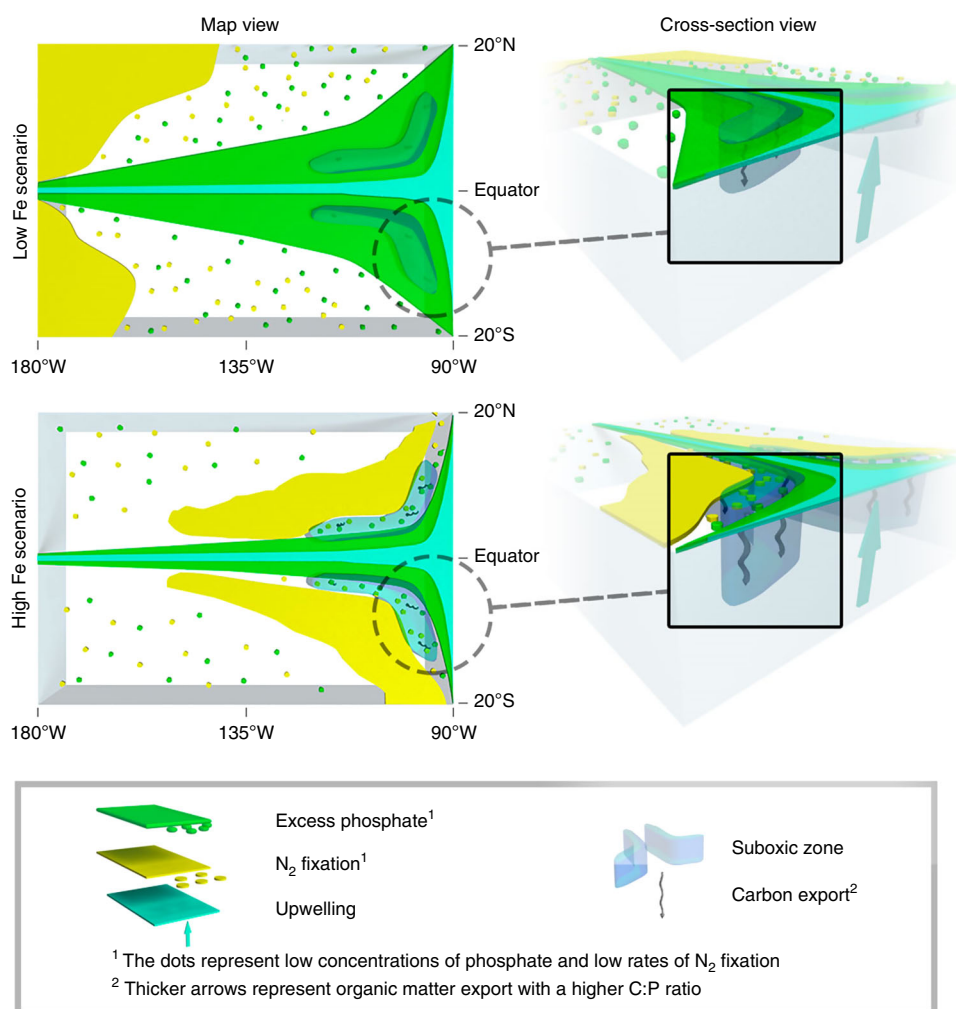 Map view
Cross-section view
Low Fe scenario
20°N
Equator
20°S
180°W 135°W 90°W
High Fe scenario
20°N
Equator
20°S
180°W 135°W 90°W
Excess phosphate¹
N₂ fixation¹
Upwelling
Suboxic zone
Carbon export²
¹ The dots represent low concentrations of phosphate and low rates of N₂ fixation
² Thicker arrows represent organic matter export with a higher C:P ratio